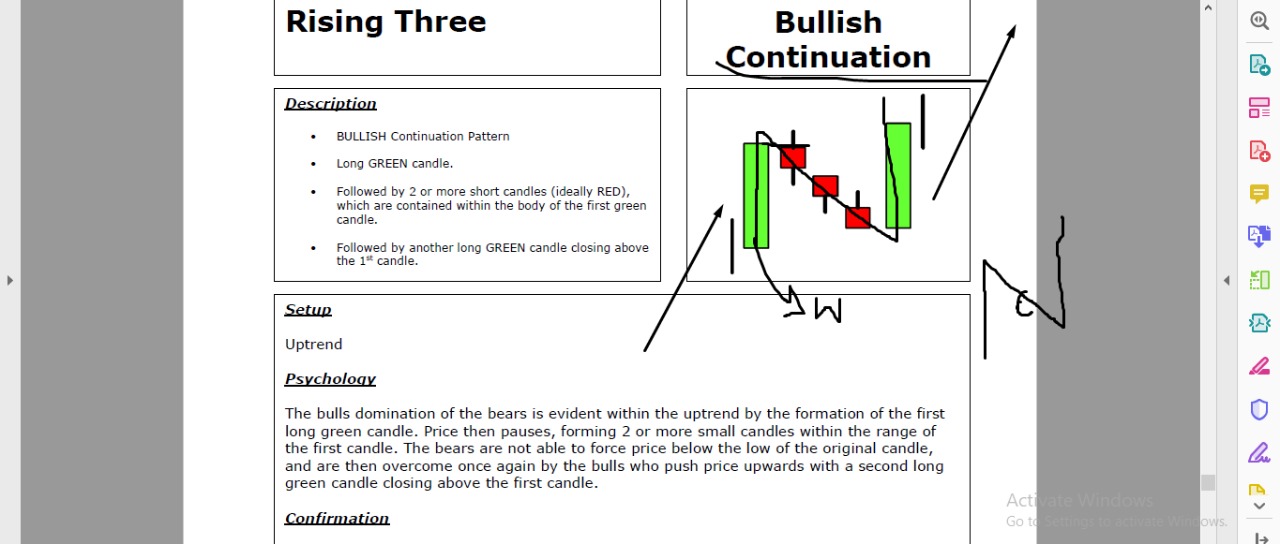 Rising Three
Bullish
Continuation
Description
• BULLISH Continuation Pattern
• Long GREEN candle.
• Followed by 2 or more short candles (ideally RED),
which are contained within the body of the first green
candle.
• Followed by another long GREEN candle closing above
the 1st candle.
W
C
Setup
Uptrend
Psychology
The bulls domination of the bears is evident within the uptrend by the formation of the first
long green candle. Price then pauses, forming 2 or more small candles within the range of
the first candle. The bears are not able to force price below the low of the original candle,
and are then overcome once again by the bulls who push price upwards with a second long
green candle closing above the first candle.
Confirmation
Activate Windows
Go to Settings to activate Windows.